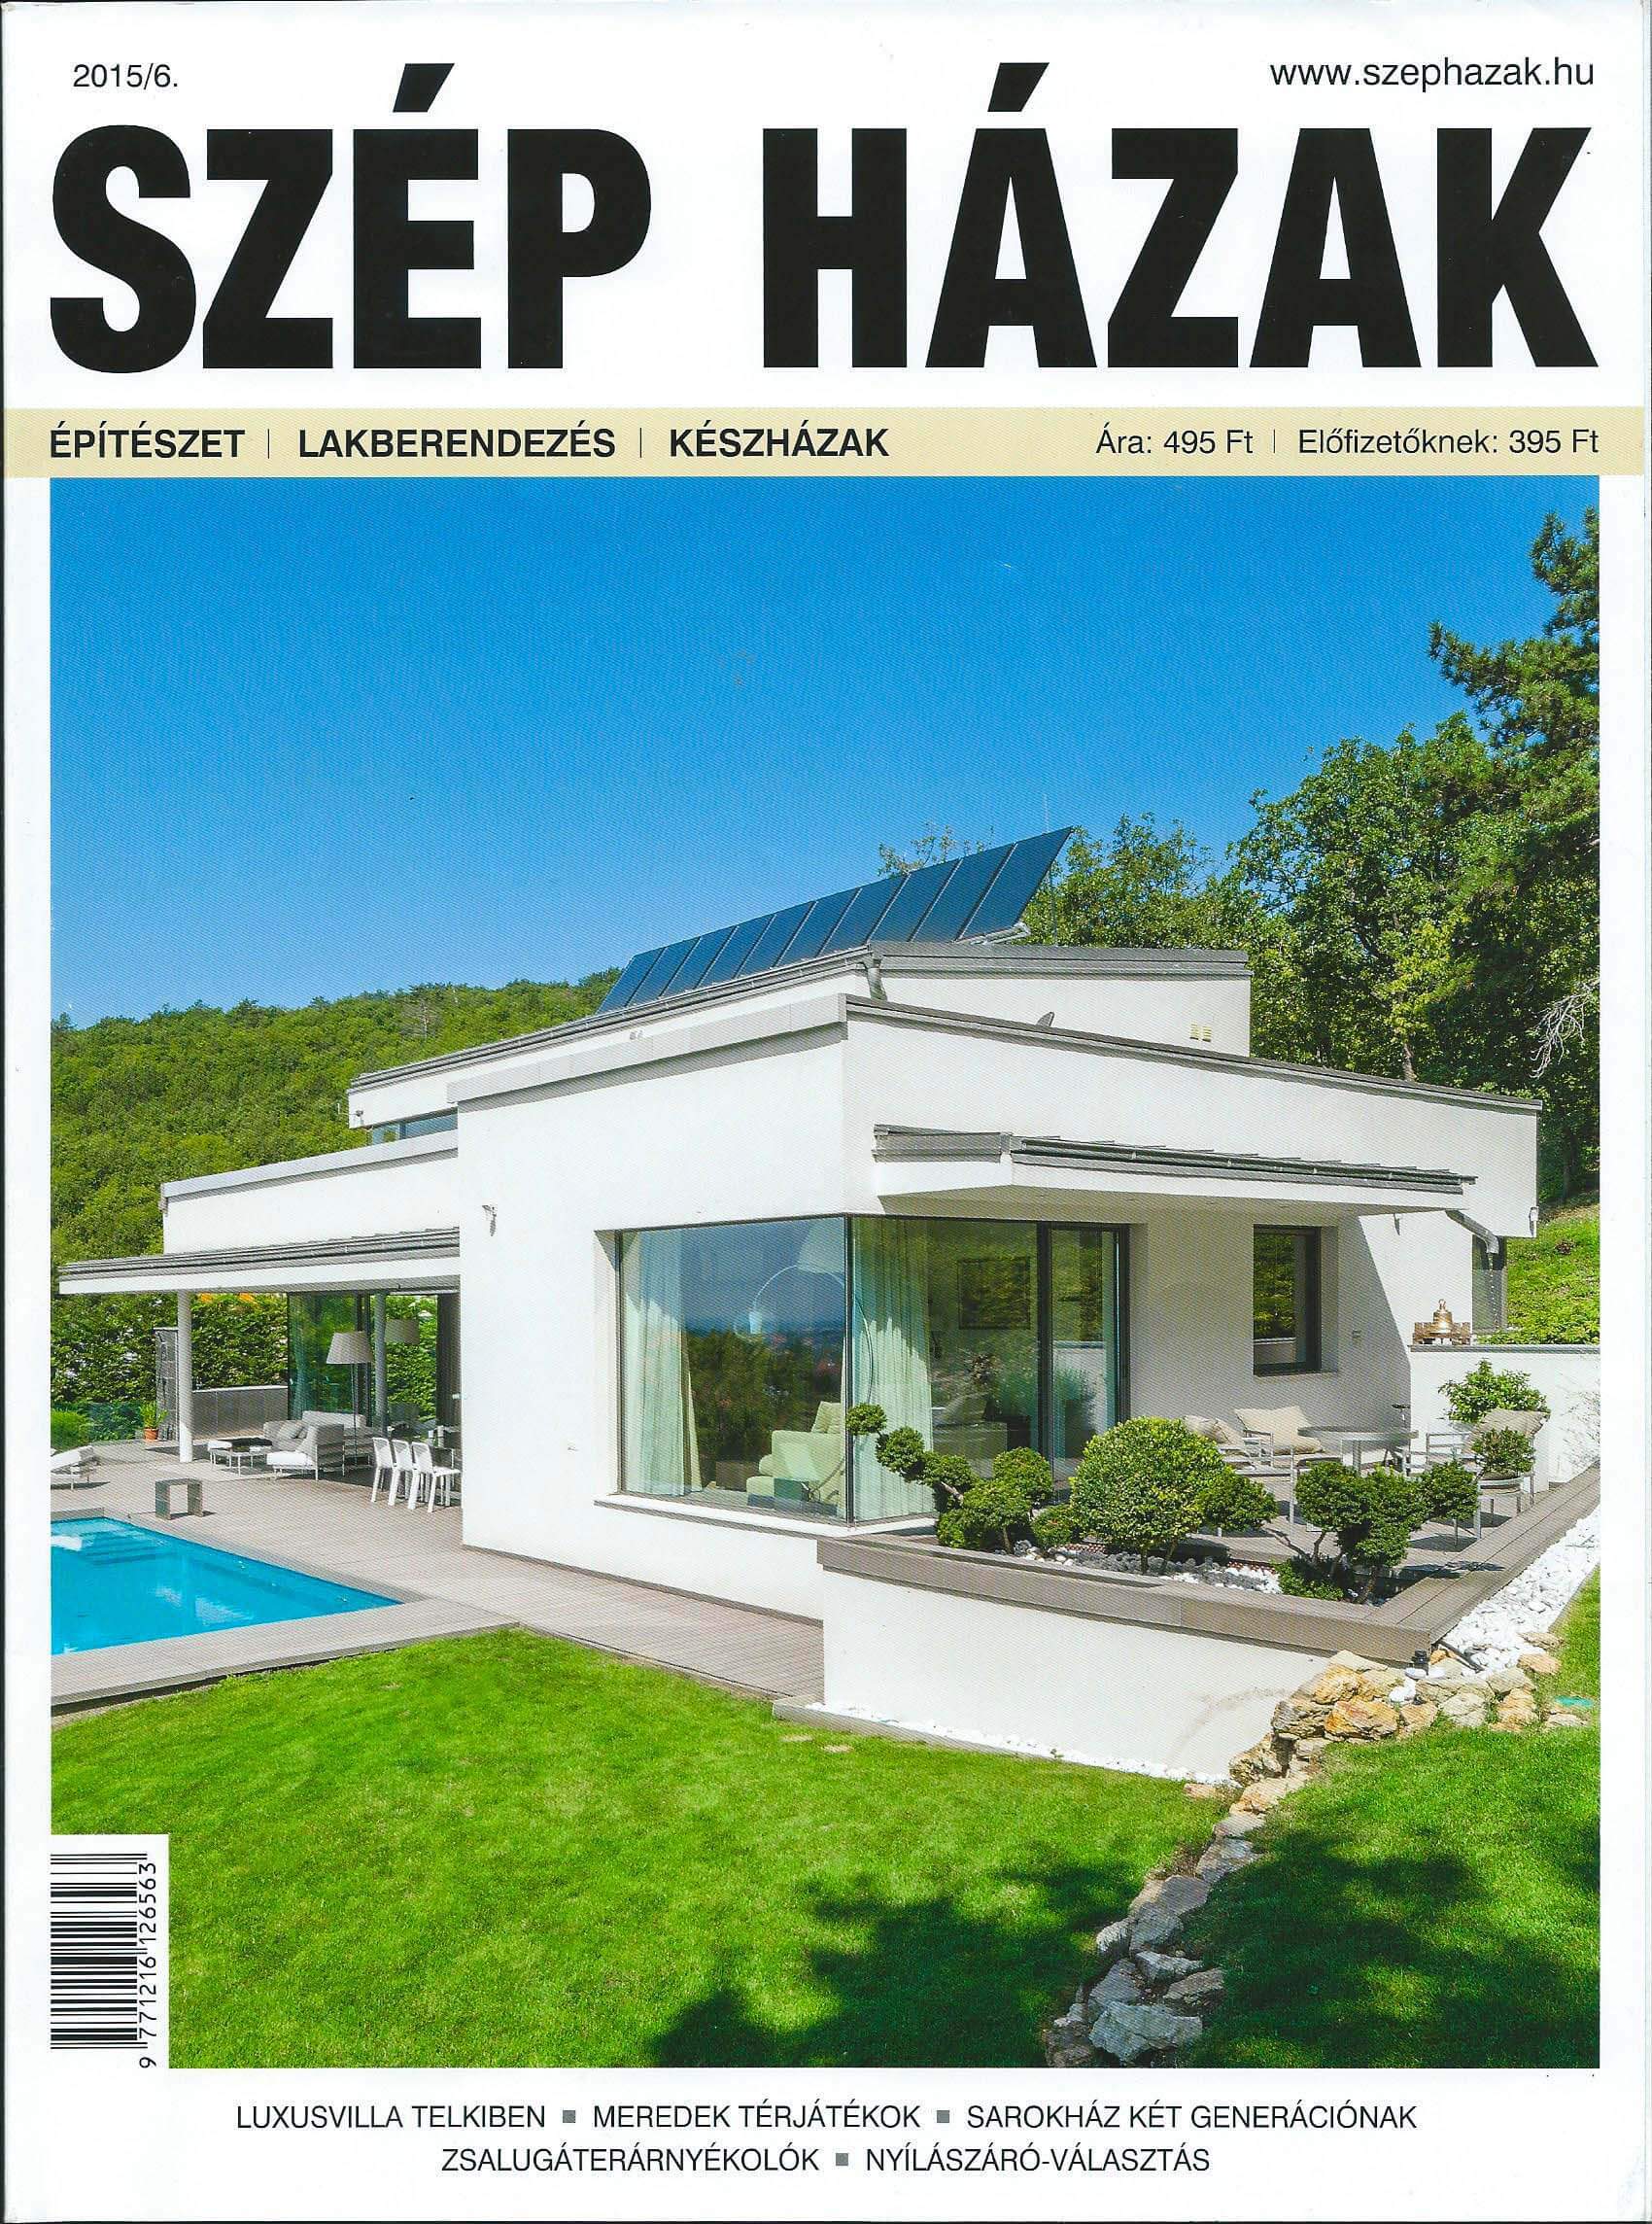 2015/6.
www.szephazak.hu
SZÉP HÁZAK
ÉPÍTÉSZET | LAKBERENDEZÉS | KÉSZHÁZAK
Ára: 495 Ft | Előfizetőknek: 395 Ft
9 771216 126563
LUXUSVILLA TELKIBEN ■ MEREDEK TÉRJÁTÉKOK ■ SAROKHÁZ KÉT GENERÁCIÓNAK
ZSALUGÁTERÁRNYÉKOLÓK ■ NYÍLÁSZÁRÓ-VÁLASZTÁS